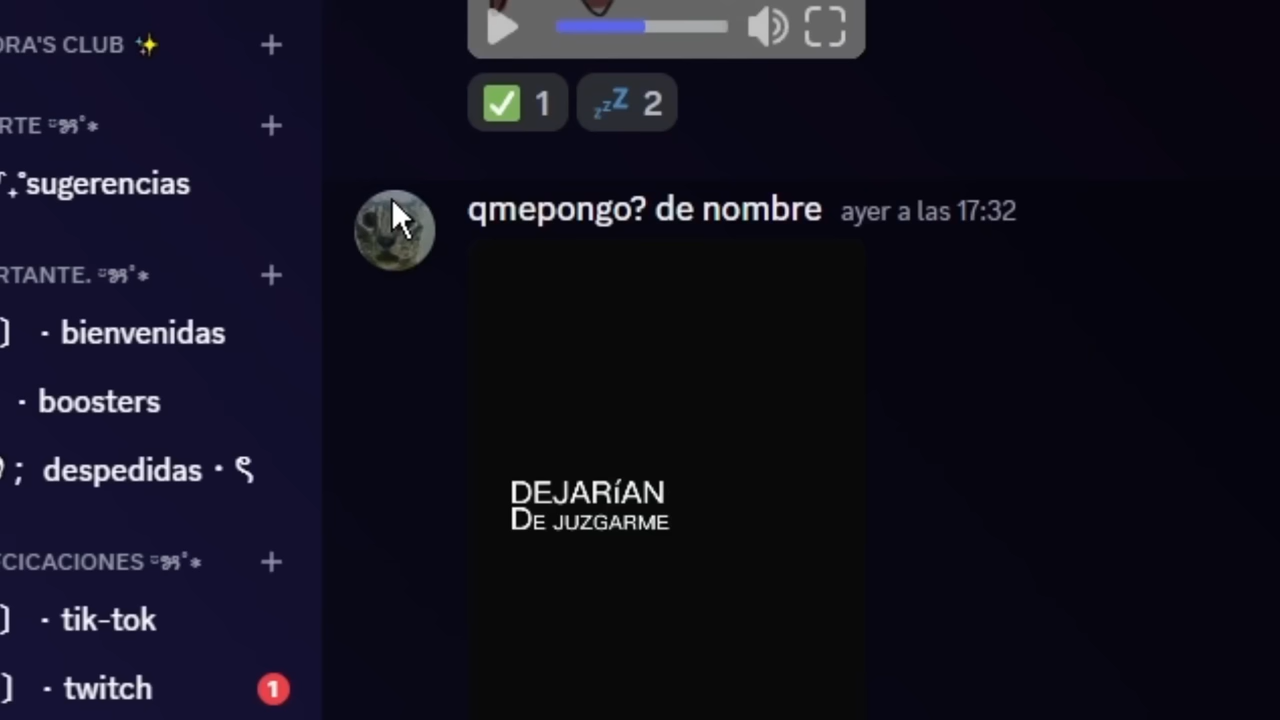 ORA'S CLUB ✨ +
RTE +
sugerencias
RTANTE. +
· bienvenidas
· boosters
; despedidas ·
CICACIONES +
· tik-tok
· twitch 1
✅ 1 💤 2
qmepongo? de nombre ayer a las 17:32
DEJARíAN
DE JUZGARME